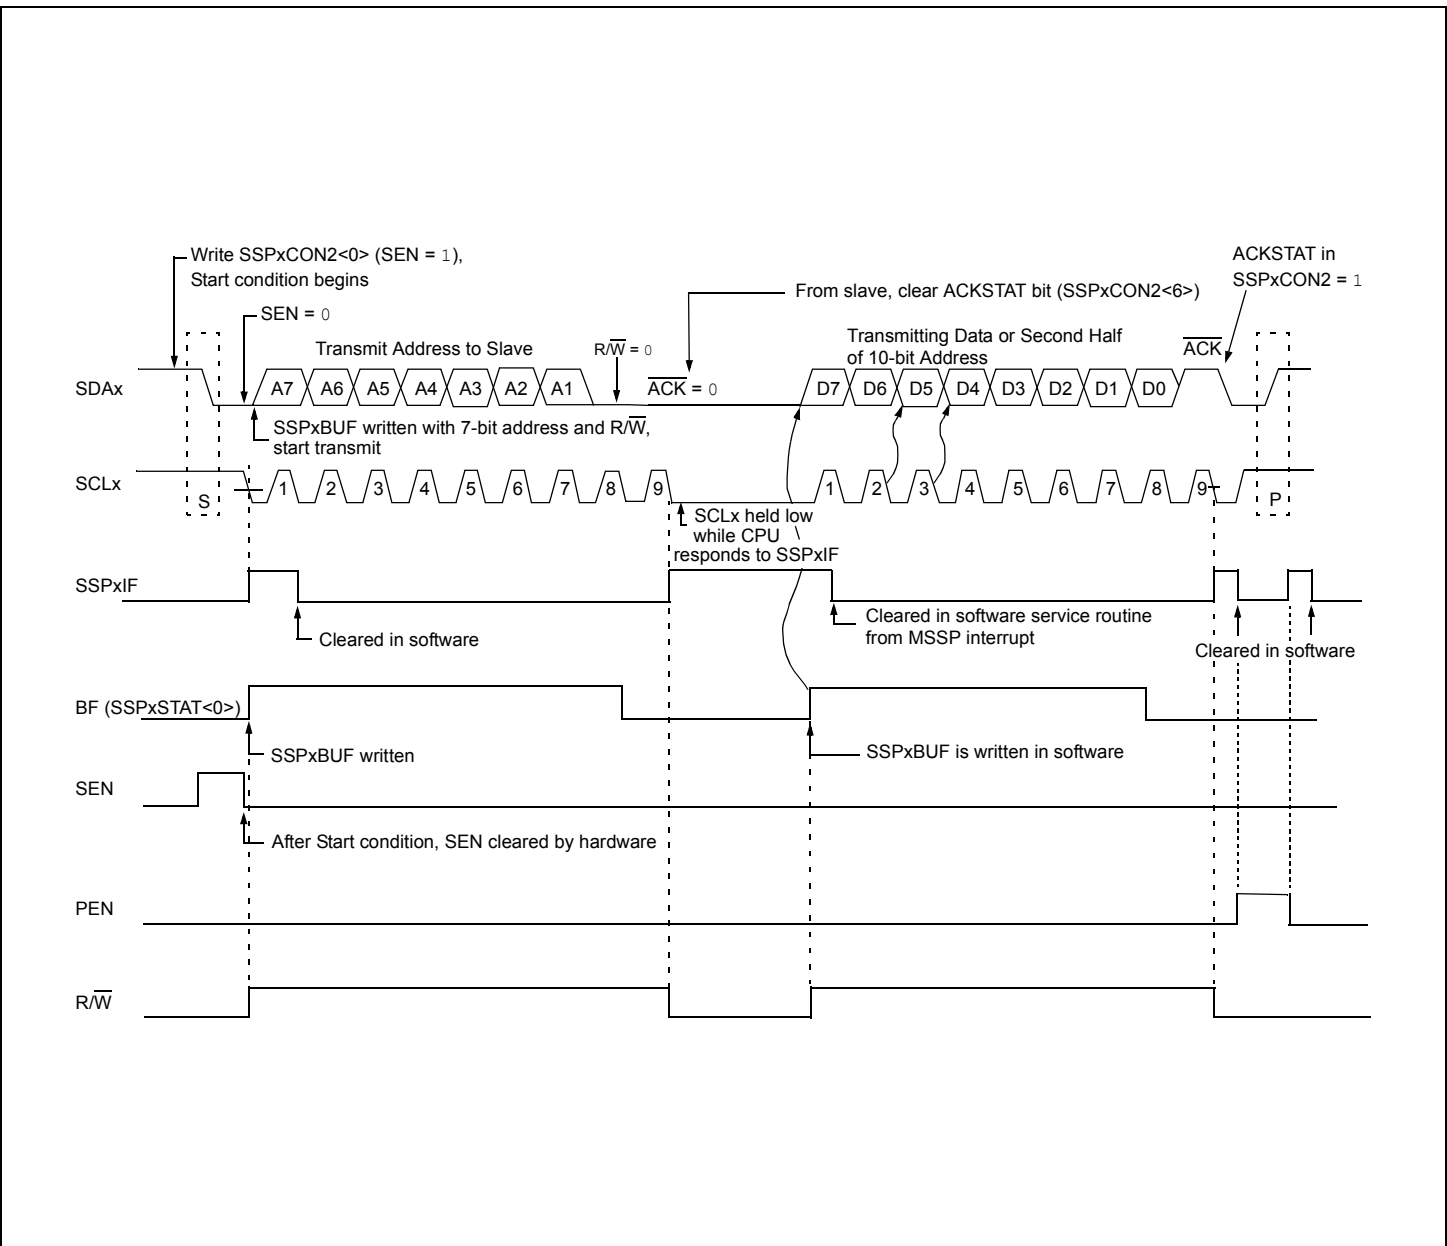 Write SSPxCON2<0> (SEN = 1),
Start condition begins
ACKSTAT in
SSPxCON2 = 1
From slave, clear ACKSTAT bit (SSPxCON2<6>)
SEN = 0
Transmit Address to Slave
R/W̅ = 0
Transmitting Data or Second Half
of 10-bit Address
A̅C̅K̅
SDAx
A7 A6 A5 A4 A3 A2 A1
A̅C̅K̅ = 0
D7 D6 D5 D4 D3 D2 D1 D0
SSPxBUF written with 7-bit address and R/W̅,
start transmit
SCLx
S
1 2 3 4 5 6 7 8 9
1 2 3 4 5 6 7 8 9
P
SCLx held low
while CPU
responds to SSPxIF
SSPxIF
Cleared in software
Cleared in software service routine
from MSSP interrupt
Cleared in software
BF (SSPxSTAT<0>)
SSPxBUF written
SSPxBUF is written in software
SEN
After Start condition, SEN cleared by hardware
PEN
R/W̅